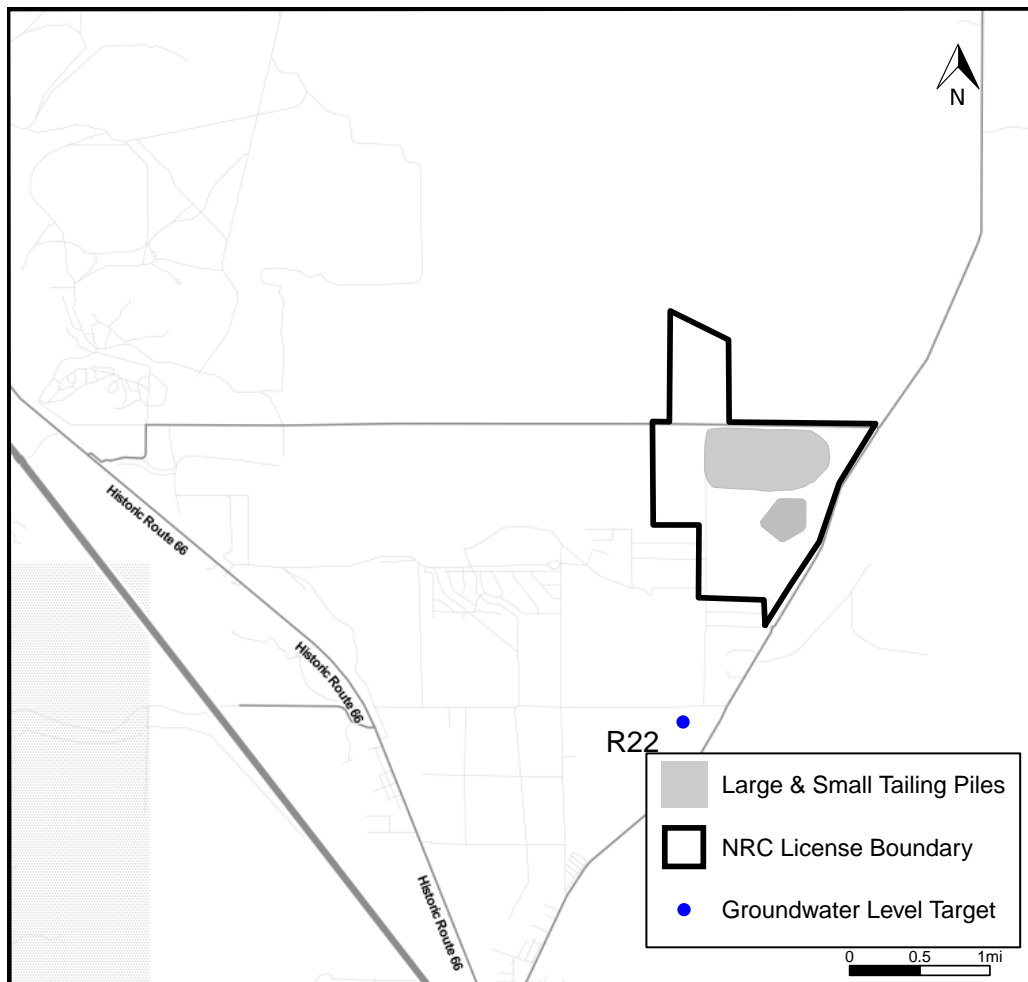 N
Historic Route 66
Historic Route 66
R22
Large & Small Tailing Piles
NRC License Boundary
Historic Route 66
Groundwater Level Target
0 0.5 1mi